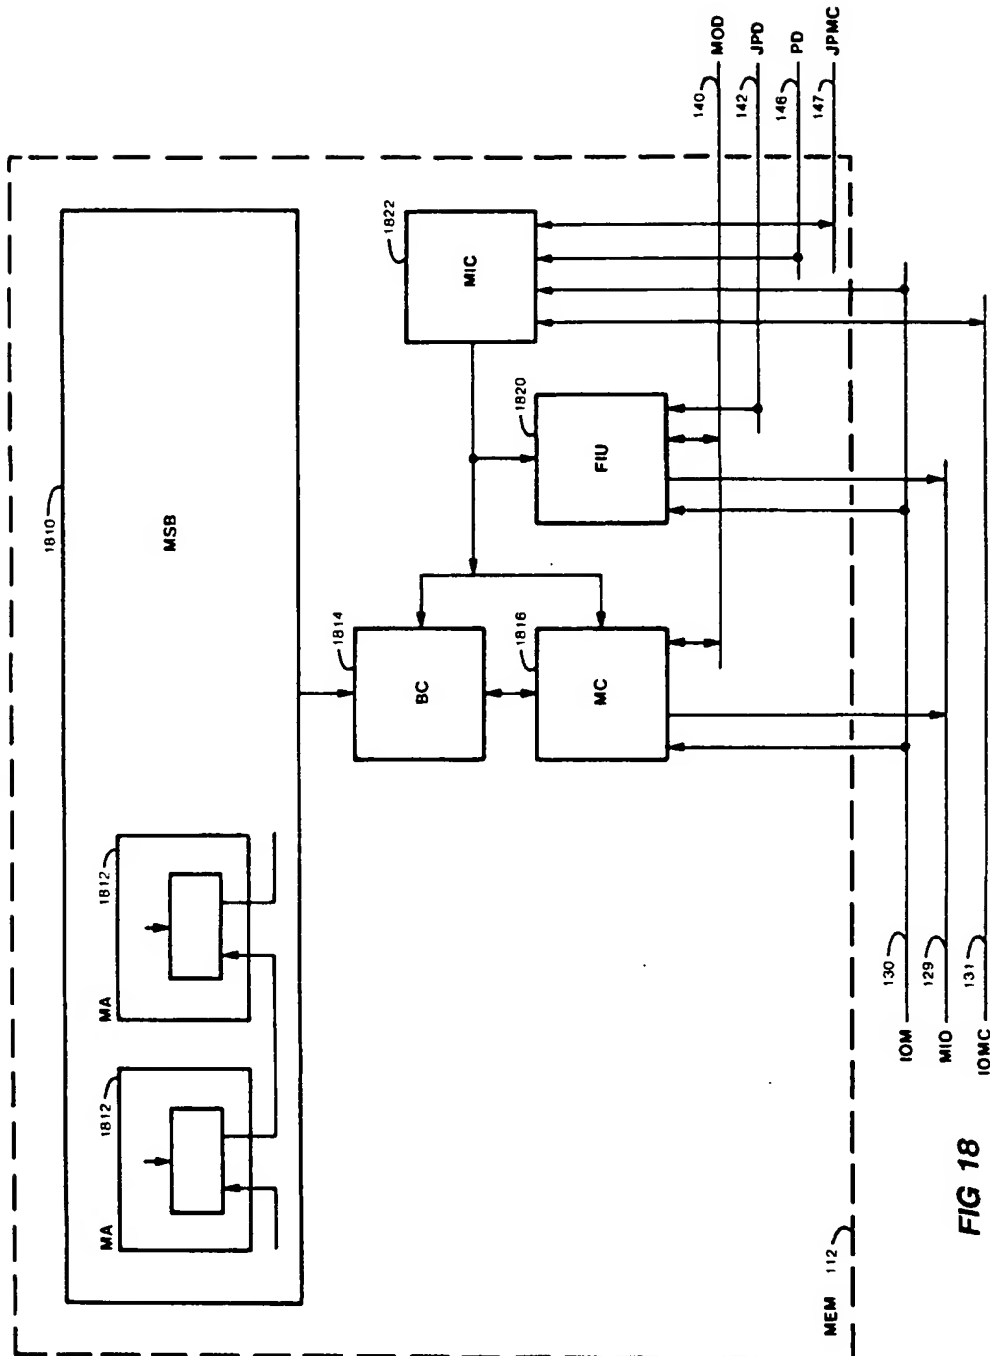 1810
MSB
MA
1812
MA
1812
1814
BC
1816
MC
1820
FIU
1822
MIC
140
MOD
142
JPD
146
PD
147
JPMC
IOM
130
MIO
129
IOMC
131
MEM
112
FIG 18